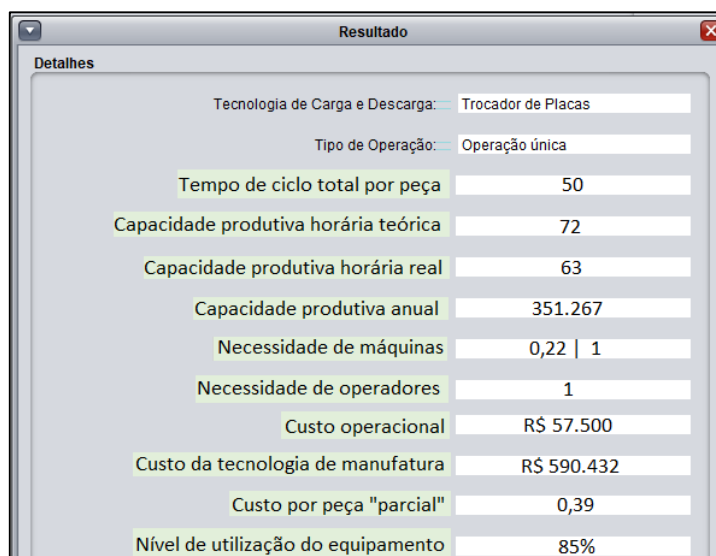 Resultado
Detalhes
Tecnologia de Carga e Descarga: Trocador de Placas
Tipo de Operação: Operação única
Tempo de ciclo total por peça 50
Capacidade produtiva horária teórica 72
Capacidade produtiva horária real 63
Capacidade produtiva anual 351.267
Necessidade de máquinas 0,22 | 1
Necessidade de operadores 1
Custo operacional R$ 57.500
Custo da tecnologia de manufatura R$ 590.432
Custo por peça "parcial" 0,39
Nível de utilização do equipamento 85%